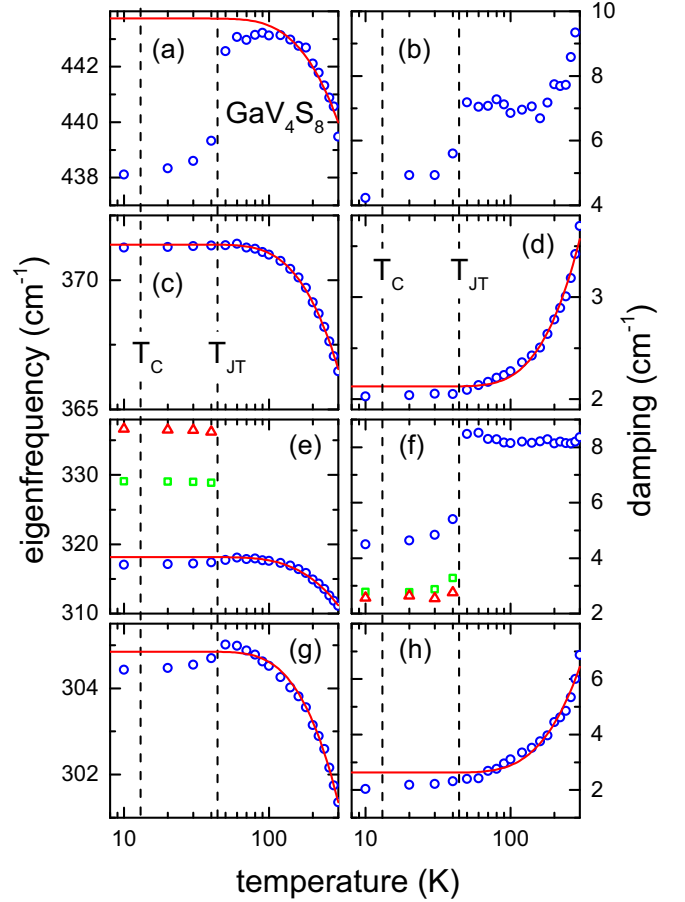 (a)
GaV₄S₈
442
440
438
(b)
10
8
6
4
(c)
T_C
T_JT
371
365
(d)
T_C
T_JT
3
2
(e)
330
320
310
(f)
8
6
4
2
(g)
304
302
(h)
6
4
2
10
100
10
100
eigenfrequency (cm⁻¹)
damping (cm⁻¹)
temperature (K)